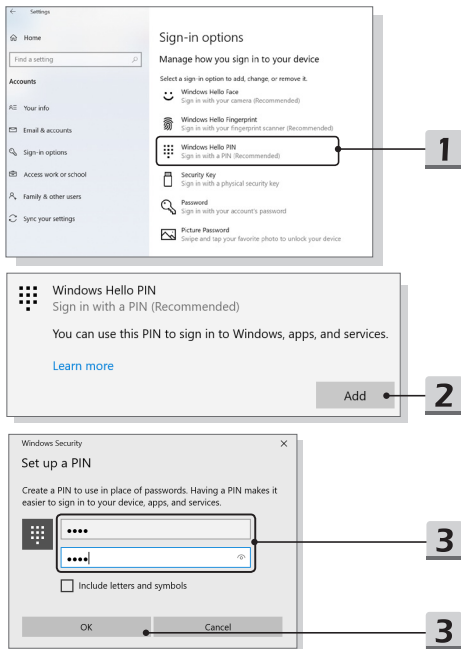 Settings
Home
Find a setting
Accounts
Your info
Email & accounts
Sign-in options
Access work or school
Family & other users
Sync your settings
Sign-in options
Manage how you sign in to your device
Select a sign-in option to add, change, or remove it.
Windows Hello Face
Sign in with your camera (Recommended)
Windows Hello Fingerprint
Sign in with your fingerprint scanner (Recommended)
Windows Hello PIN
Sign in with a PIN (Recommended)
Security Key
Sign in with a physical security key
Password
Sign in with your account's password
Picture Password
Swipe and tap your favorite photo to unlock your device
1
Windows Hello PIN
Sign in with a PIN (Recommended)
You can use this PIN to sign in to Windows, apps, and services.
Learn more
Add
2
Windows Security
Set up a PIN
Create a PIN to use in place of passwords. Having a PIN makes it
easier to sign in to your device, apps, and services.
••••
••••
3
Include letters and symbols
OK
Cancel
3